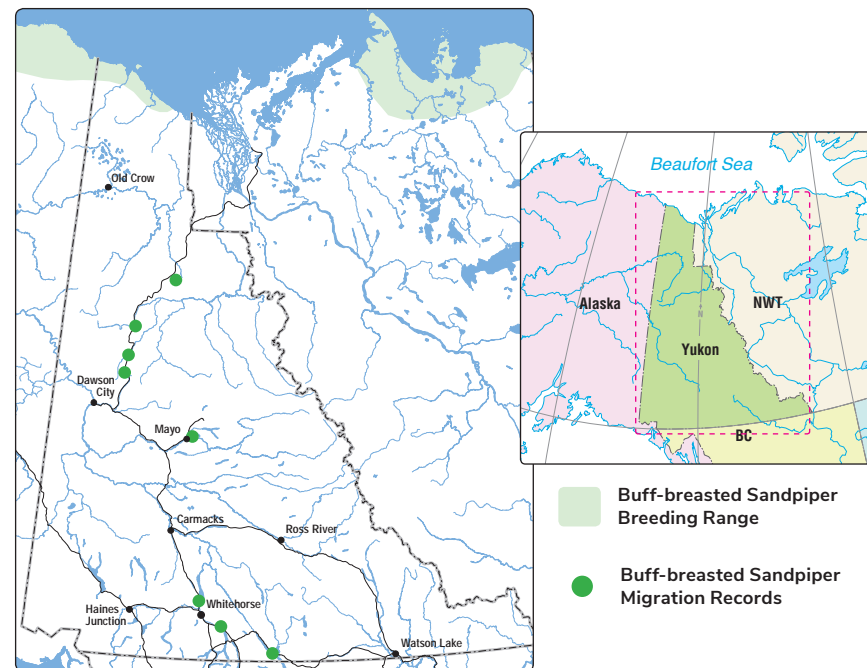 Old Crow
Dawson
City
Mayo
Carmacks
Ross River
Haines
Junction
Whitehorse
Watson Lake
Beaufort Sea
Alaska
NWT
Yukon
BC
Buff-breasted Sandpiper
Breeding Range
Buff-breasted Sandpiper
Migration Records